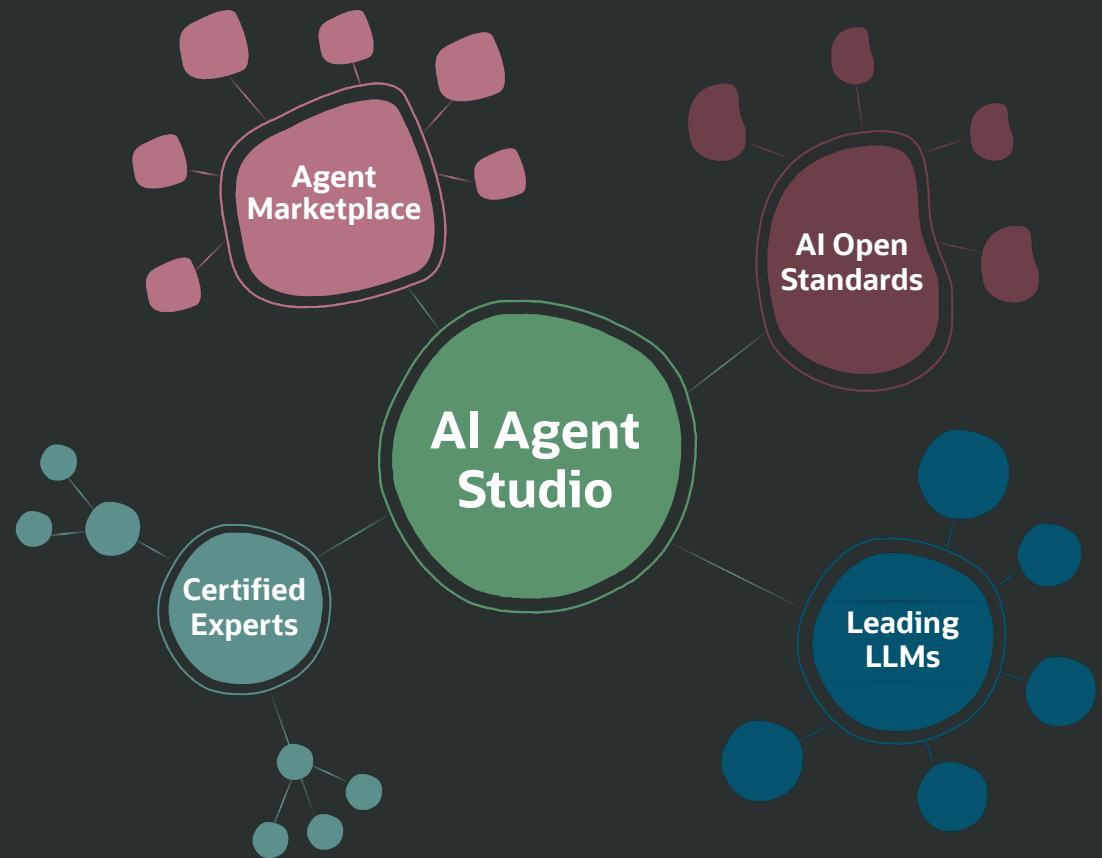 Agent
Marketplace
AI Open
Standards
AI Agent
Studio
Certified
Experts
Leading
LLMs